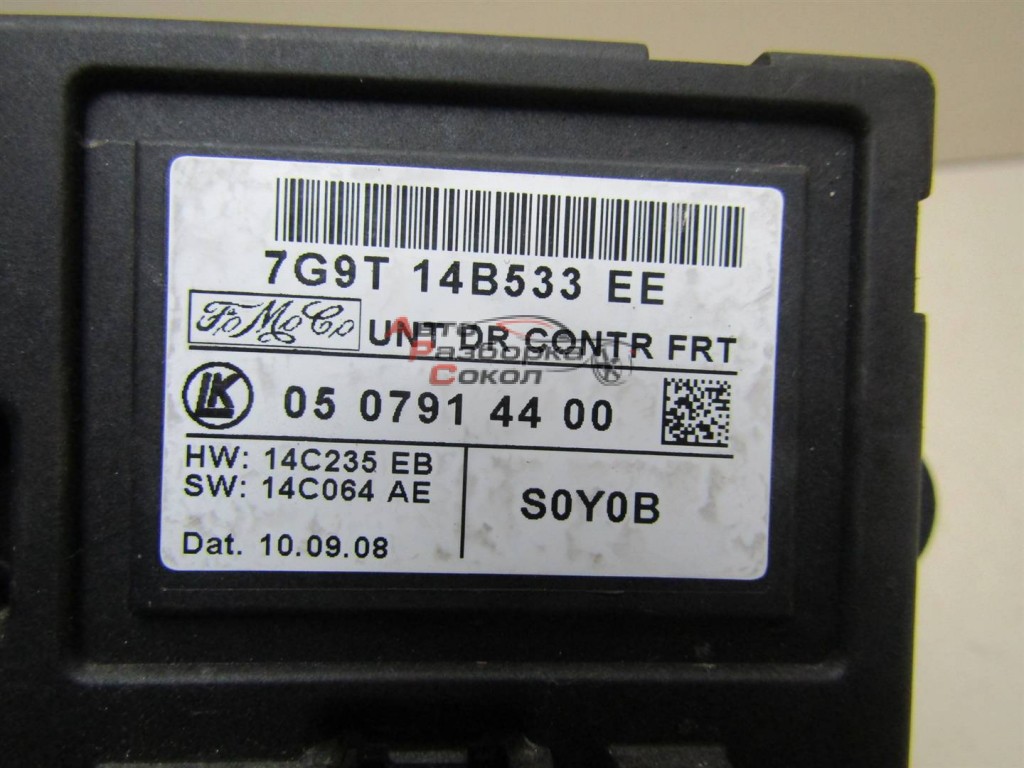 7G9T 14B533 EE
FoMoCo
UNT DR CONTR FRT
Авто
Разборка
Сокол
LK 05 0791 44 00
HW: 14C235 EB
SW: 14C064 AE
S0Y0B
Dat. 10.09.08